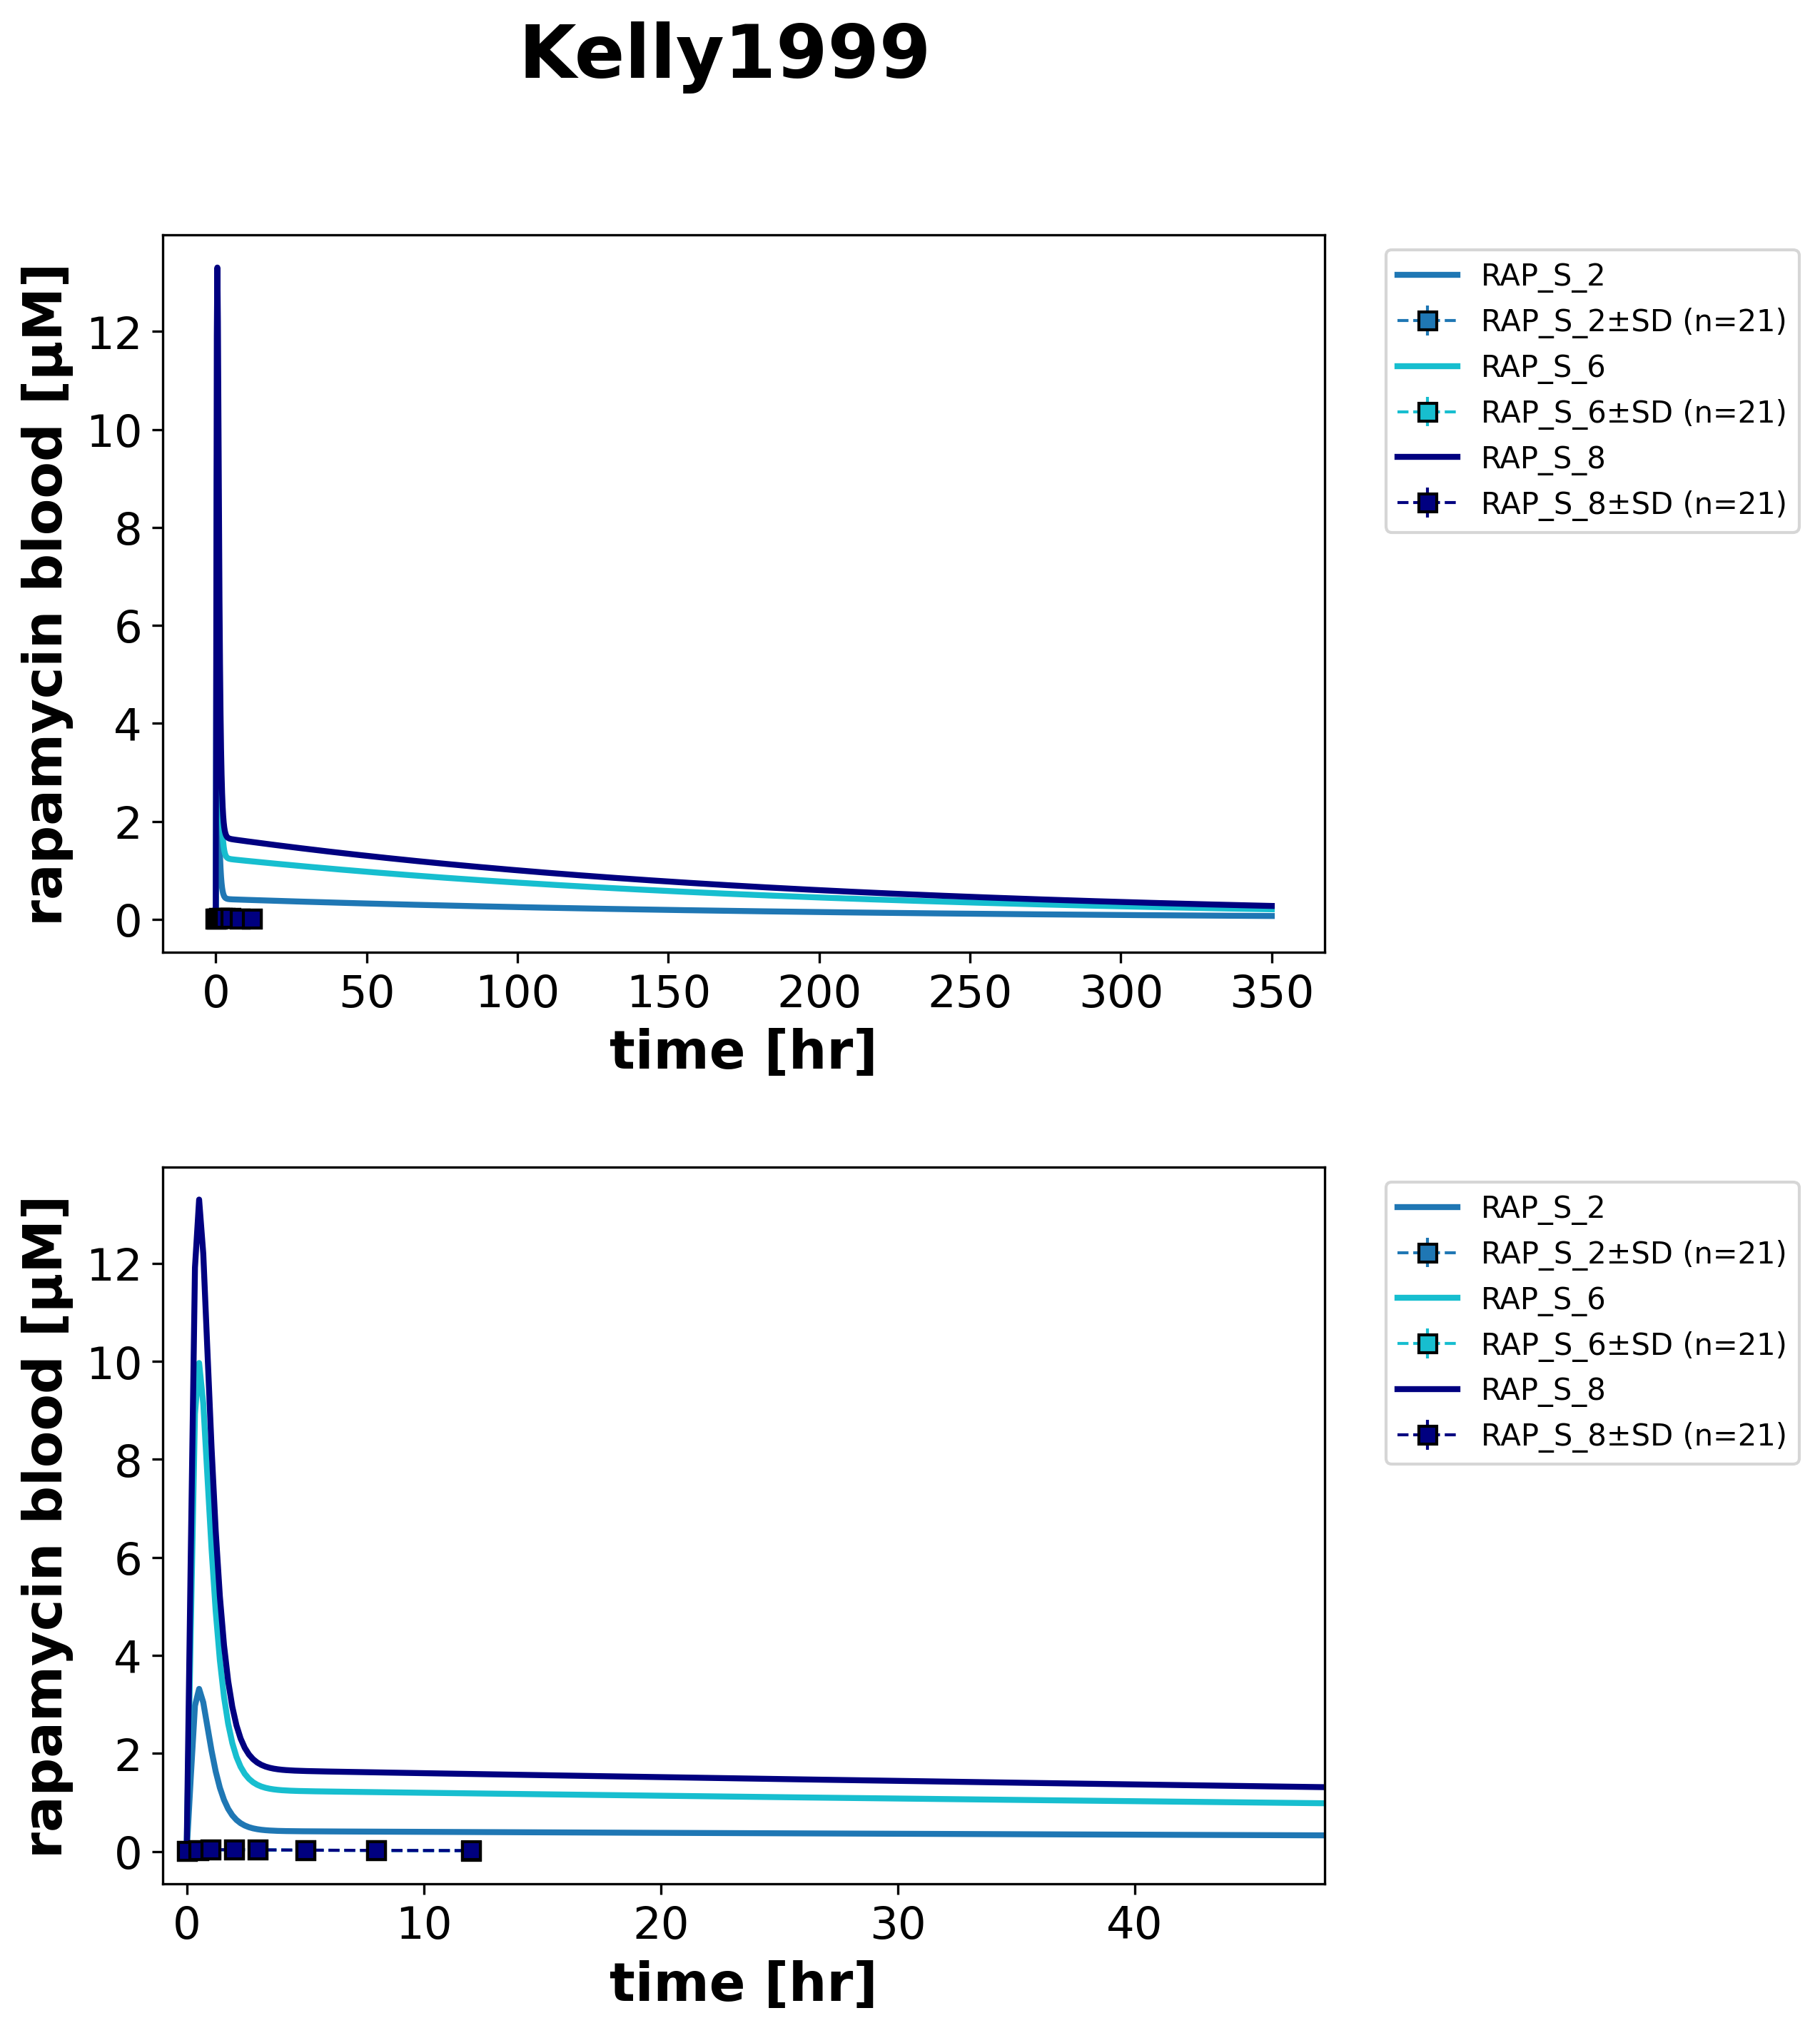 Kelly1999
rapamycin blood [µM]
12
10
8
6
4
2
0
0 50 100 150 200 250 300 350
time [hr]
RAP_S_2
RAP_S_2±SD (n=21)
RAP_S_6
RAP_S_6±SD (n=21)
RAP_S_8
RAP_S_8±SD (n=21)
rapamycin blood [µM]
12
10
8
6
4
2
0
0 10 20 30 40
time [hr]
RAP_S_2
RAP_S_2±SD (n=21)
RAP_S_6
RAP_S_6±SD (n=21)
RAP_S_8
RAP_S_8±SD (n=21)